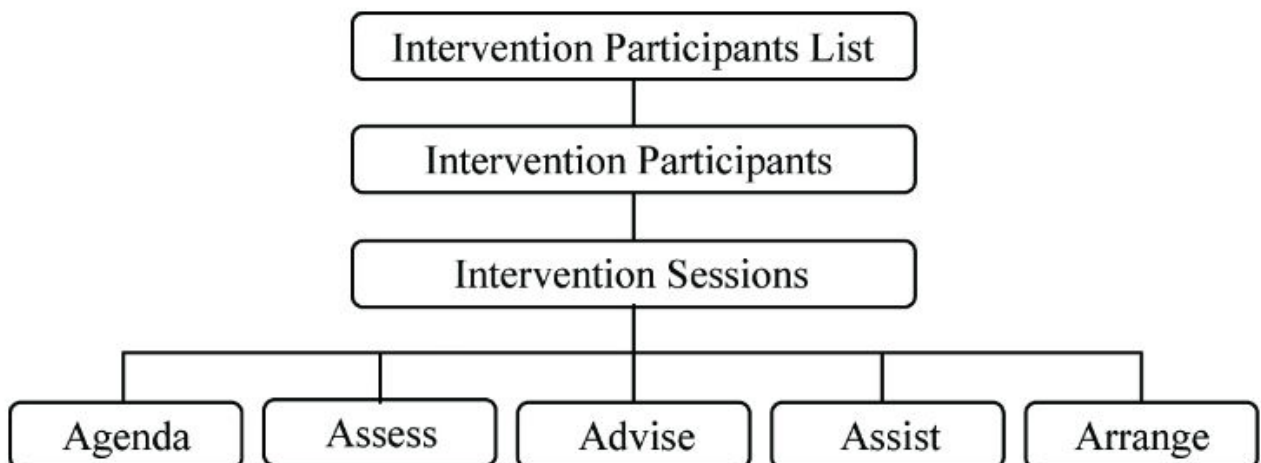 Intervention Participants List
Intervention Participants
Intervention Sessions
Agenda
Assess
Advise
Assist
Arrange